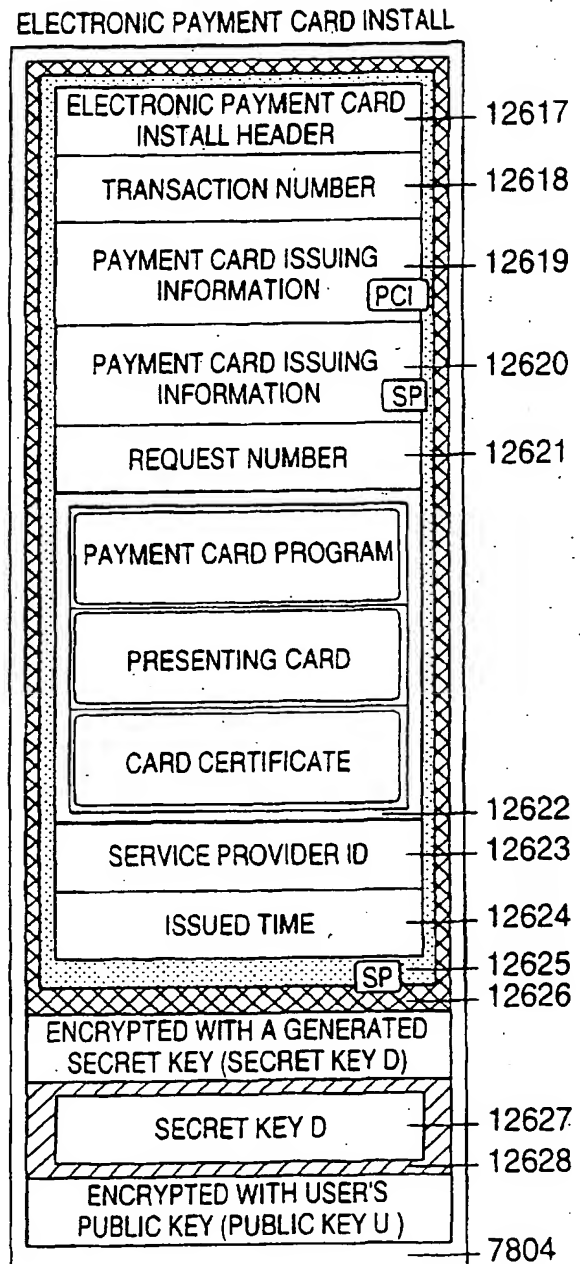 ELECTRONIC PAYMENT CARD INSTALL
ELECTRONIC PAYMENT CARD
INSTALL HEADER
12617
TRANSACTION NUMBER
12618
PAYMENT CARD ISSUING
INFORMATION
12619
PCI
PAYMENT CARD ISSUING
INFORMATION
12620
SP
REQUEST NUMBER
12621
PAYMENT CARD PROGRAM
PRESENTING CARD
CARD CERTIFICATE
12622
SERVICE PROVIDER ID
12623
ISSUED TIME
12624
SP
12625
12626
ENCRYPTED WITH A GENERATED
SECRET KEY (SECRET KEY D)
SECRET KEY D
12627
12628
ENCRYPTED WITH USER'S
PUBLIC KEY (PUBLIC KEY U )
7804